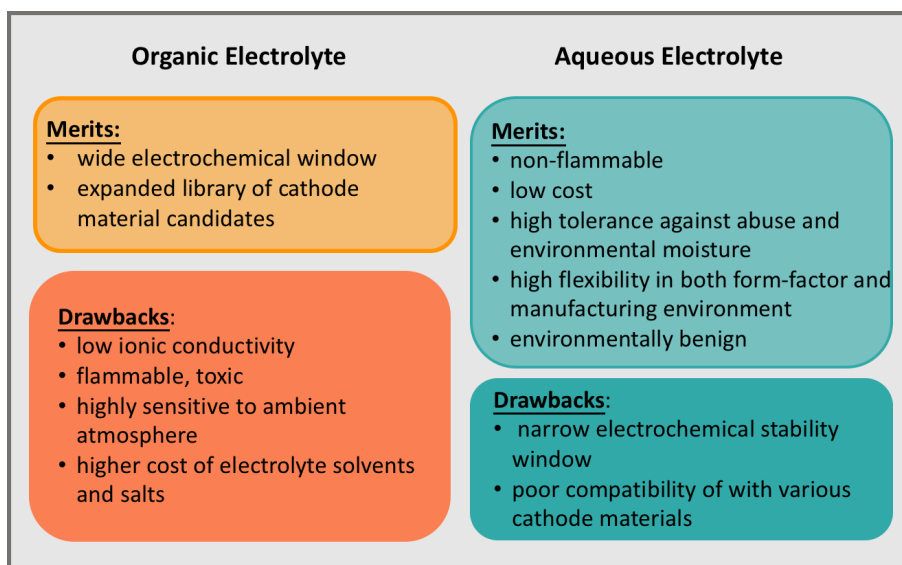 Organic Electrolyte
Merits:
• wide electrochemical window
• expanded library of cathode
material candidates
Drawbacks:
• low ionic conductivity
• flammable, toxic
• highly sensitive to ambient
atmosphere
• higher cost of electrolyte solvents
and salts
Aqueous Electrolyte
Merits:
• non-flammable
• low cost
• high tolerance against abuse and
environmental moisture
• high flexibility in both form-factor and
manufacturing environment
• environmentally benign
Drawbacks:
• narrow electrochemical stability
window
• poor compatibility of with various
cathode materials